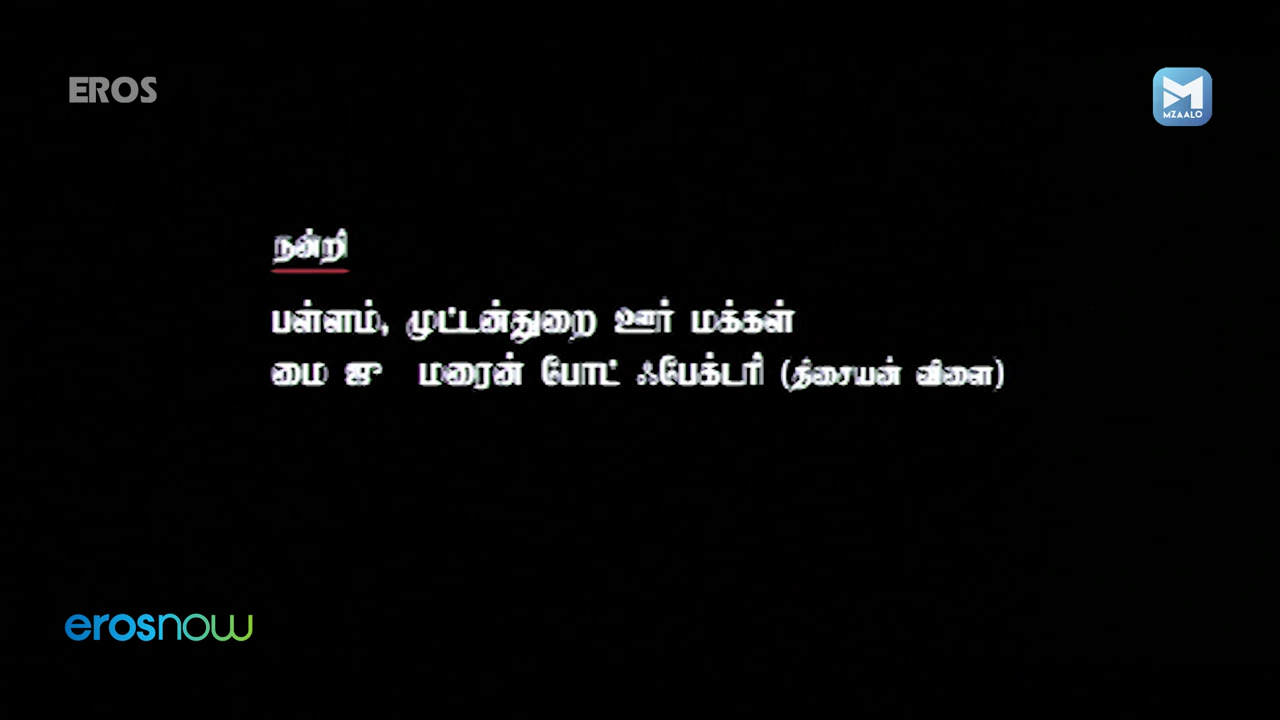 EROS
MZAALO
நன்றி
பள்ளம், முட்டன்துறை ஊர் மக்கள்
மை ஜு மரைன் போட் ஃபேக்டரி (திசையன் விளை)
erosnow